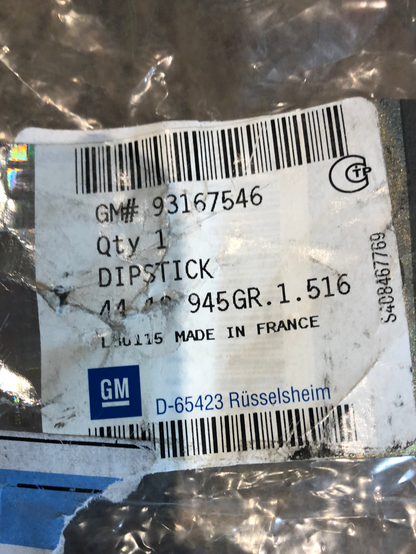 GM# 93167546
Qty 1
DIPSTICK
945GR.1.516
MADE IN FRANCE
GM
D-65423 Rüsselsheim
S408467769